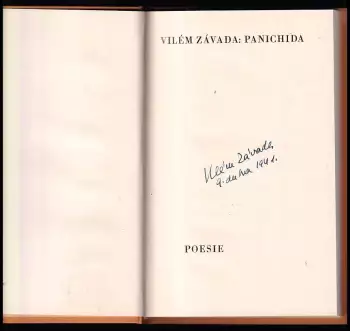 VILÉM ZÁVADA: PANICHIDA
Vilém Závada
9. dubna 1941.
POESIE